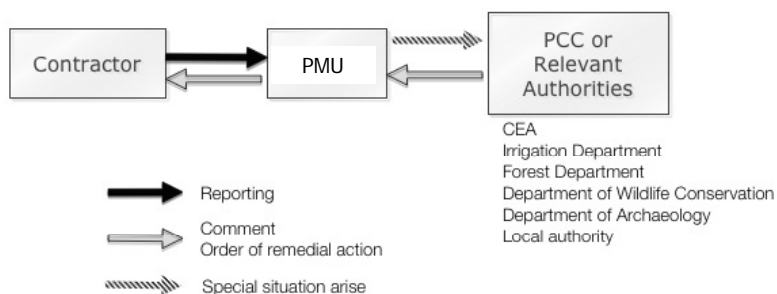 Contractor
PMU
PCC or
Relevant
Authorities
CEA
Irrigation Department
Forest Department
Department of Wildlife Conservation
Department of Archaeology
Local authority
Reporting
Comment
Order of remedial action
Special situation arise